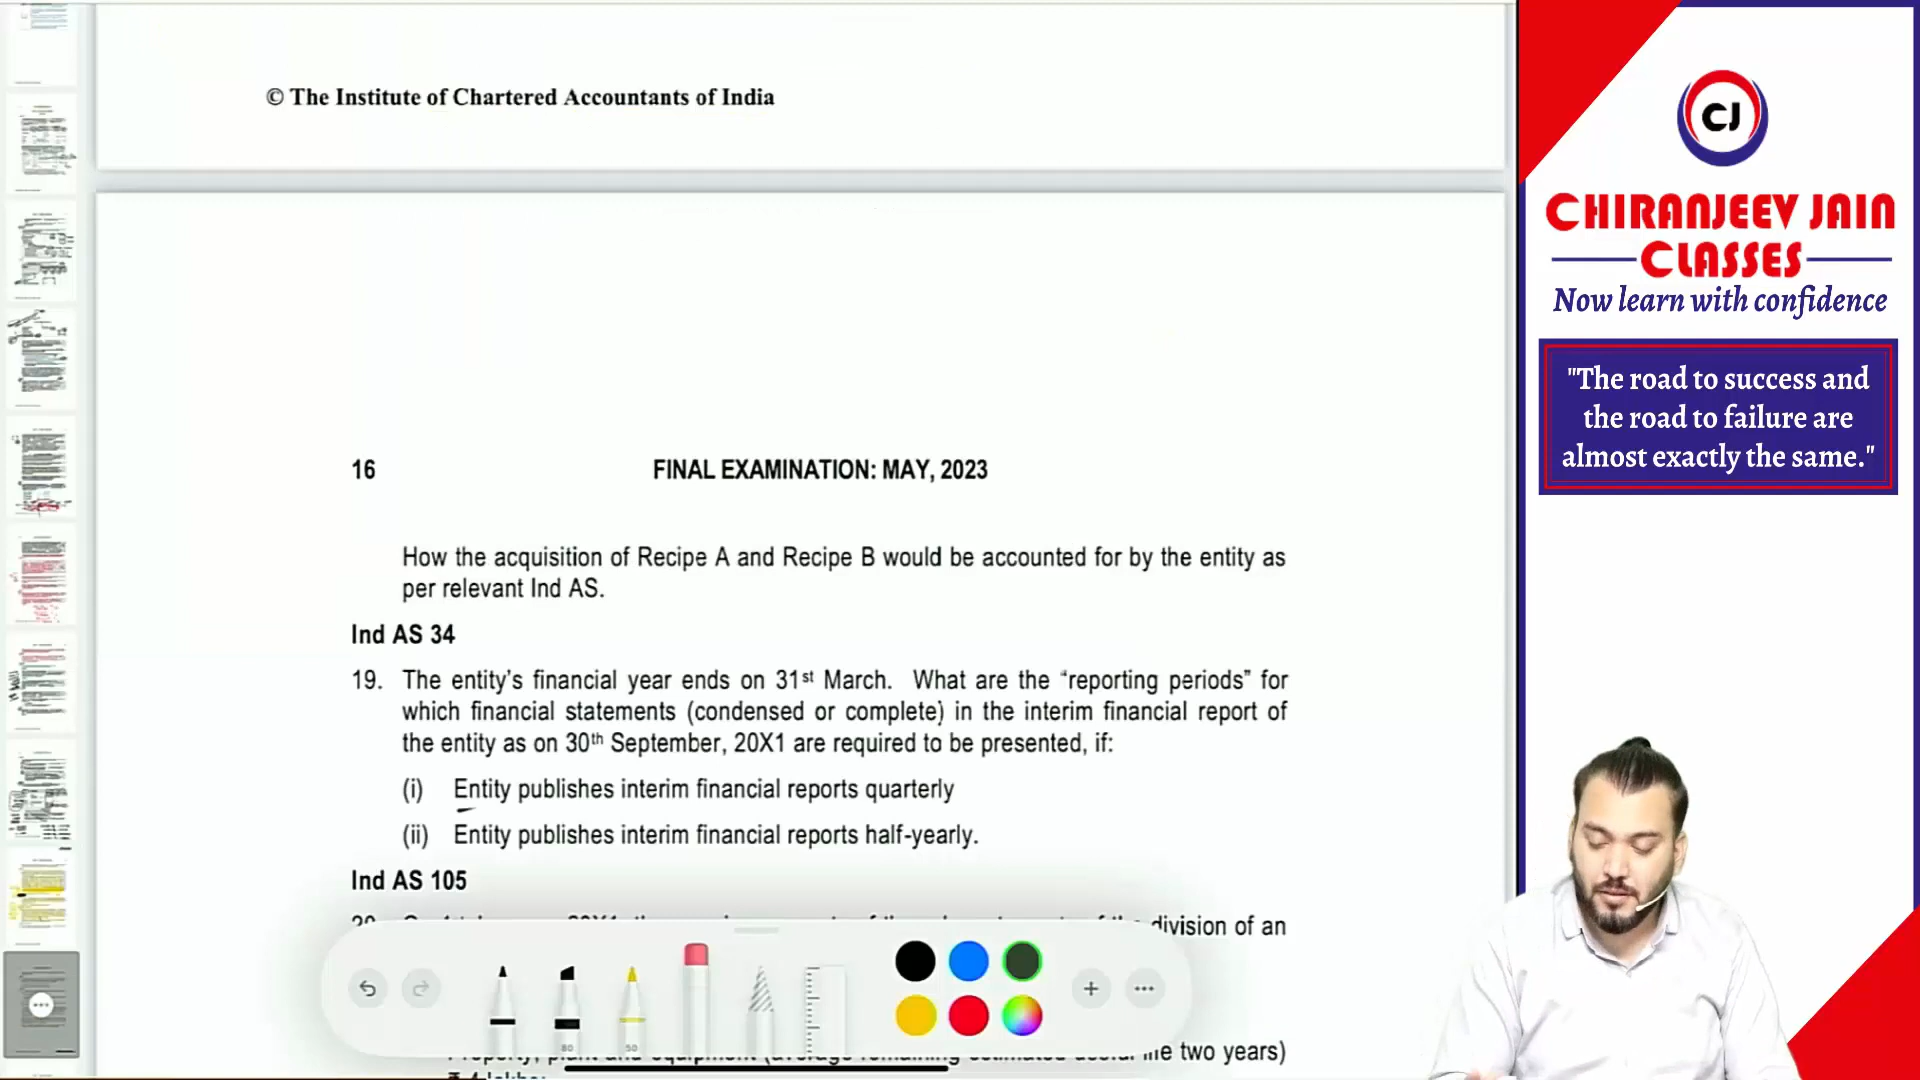 © The Institute of Chartered Accountants of India
16 FINAL EXAMINATION: MAY, 2023
How the acquisition of Recipe A and Recipe B would be accounted for by the entity as
per relevant Ind AS.
Ind AS 34
19. The entity's financial year ends on 31st March. What are the "reporting periods" for
which financial statements (condensed or complete) in the interim financial report of
the entity as on 30th September, 20X1 are required to be presented, if:
(i) Entity publishes interim financial reports quarterly
(ii) Entity publishes interim financial reports half-yearly.
Ind AS 105
division of an
two years)
80
50
CJ
CHIRANJEEV JAIN
CLASSES
Now learn with confidence
"The road to success and
the road to failure are
almost exactly the same."